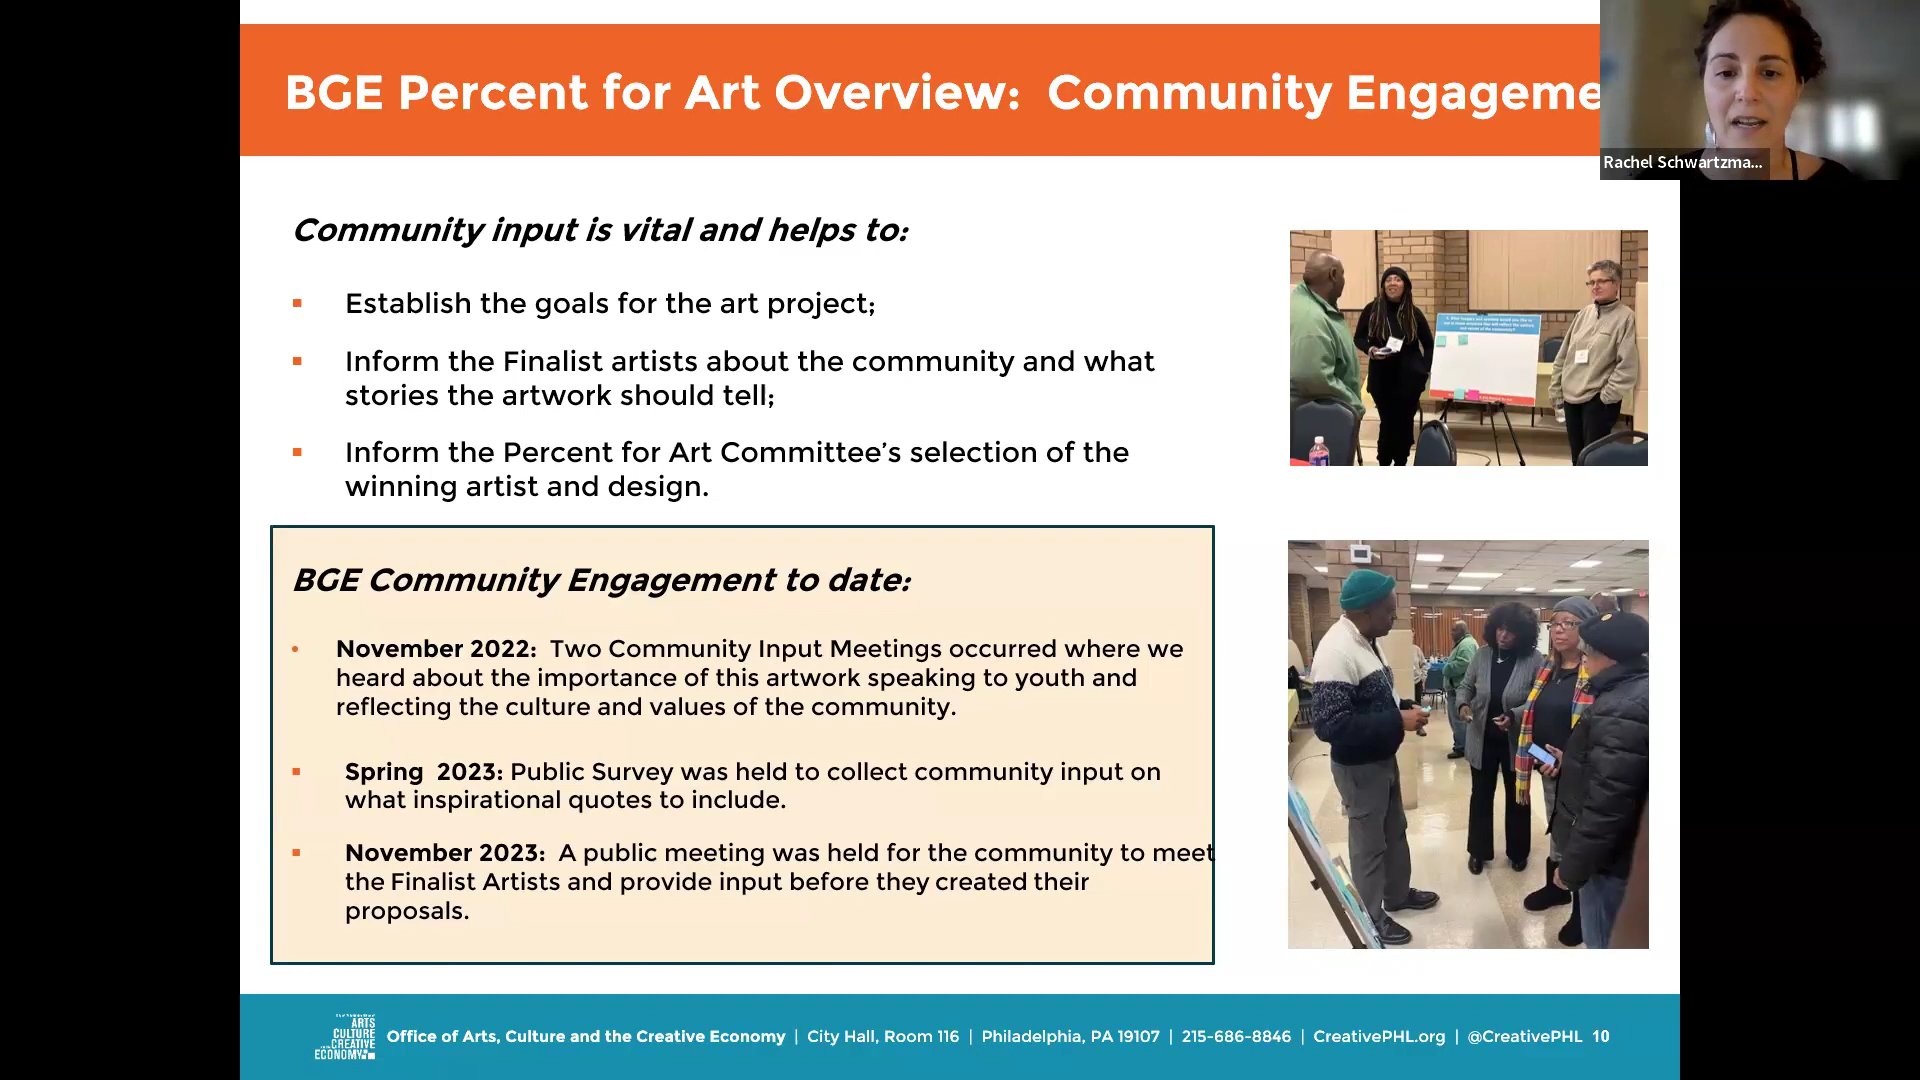 BGE Percent for Art Overview:  Community Engageme
Rachel Schwartzma...
Community input is vital and helps to:
Establish the goals for the art project;
Inform the Finalist artists about the community and what
stories the artwork should tell;
Inform the Percent for Art Committee’s selection of the
winning artist and design.
BGE Community Engagement to date:
November 2022:  Two Community Input Meetings occurred where we
heard about the importance of this artwork speaking to youth and
reflecting the culture and values of the community.
Spring  2023: Public Survey was held to collect community input on
what inspirational quotes to include.
November 2023:  A public meeting was held for the community to meet
the Finalist Artists and provide input before they created their
proposals.
ARTS
CULTURE
CREATIVE
ECONOMY
Office of Arts, Culture and the Creative Economy | City Hall, Room 116 | Philadelphia, PA 19107 | 215-686-8846 | CreativePHL.org | @CreativePHL 10